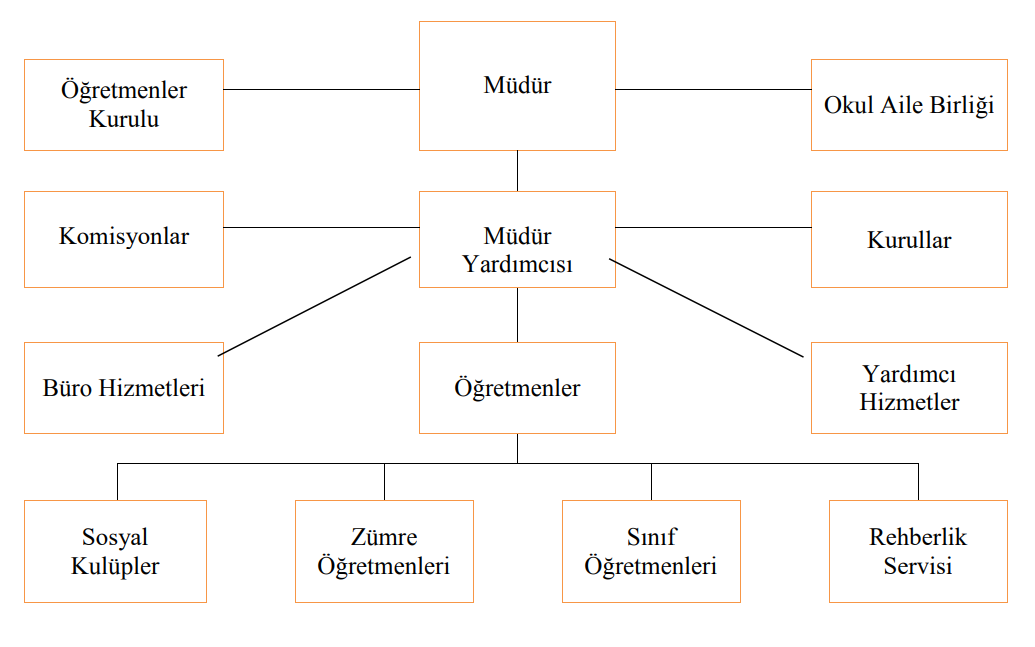 Müdür
Öğretmenler
Kurulu
Okul Aile Birliği
Komisyonlar
Müdür
Yardımcısı
Kurullar
Büro Hizmetleri
Öğretmenler
Yardımcı
Hizmetler
Sosyal
Kulüpler
Zümre
Öğretmenleri
Sınıf
Öğretmenleri
Rehberlik
Servisi